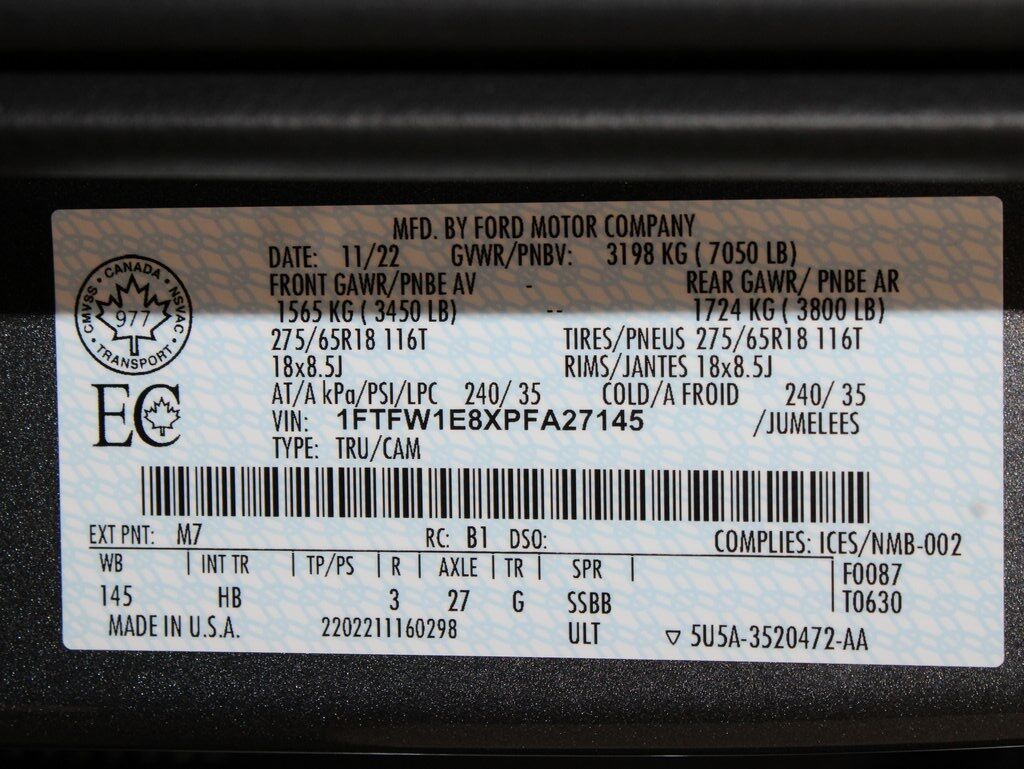 MFD. BY FORD MOTOR COMPANY
DATE: 11/22 GVWR/PNBV: 3198 KG ( 7050 LB)
FRONT GAWR/PNBE AV - REAR GAWR/ PNBE AR
1565 KG ( 3450 LB) -- 1724 KG ( 3800 LB)
275/65R18 116T TIRES/PNEUS 275/65R18 116T
18x8.5J RIMS/JANTES 18x8.5J
AT/A kPa/PSI/LPC 240/ 35 COLD/A FROID 240/ 35
VIN: 1FTFW1E8XPFA27145 /JUMELEES
TYPE: TRU/CAM
CANADA
CMVSS 977 NSVAC
TRANSPORT
EC
EXT PNT: M7 RC: B1 DSO: COMPLIES: ICES/NMB-002
WB | INT TR | TP/PS | R | AXLE | TR | SPR | F0087
145 HB 3 27 G SSBB T0630
MADE IN U.S.A. 2202211160298 ULT ▽ 5U5A-3520472-AA